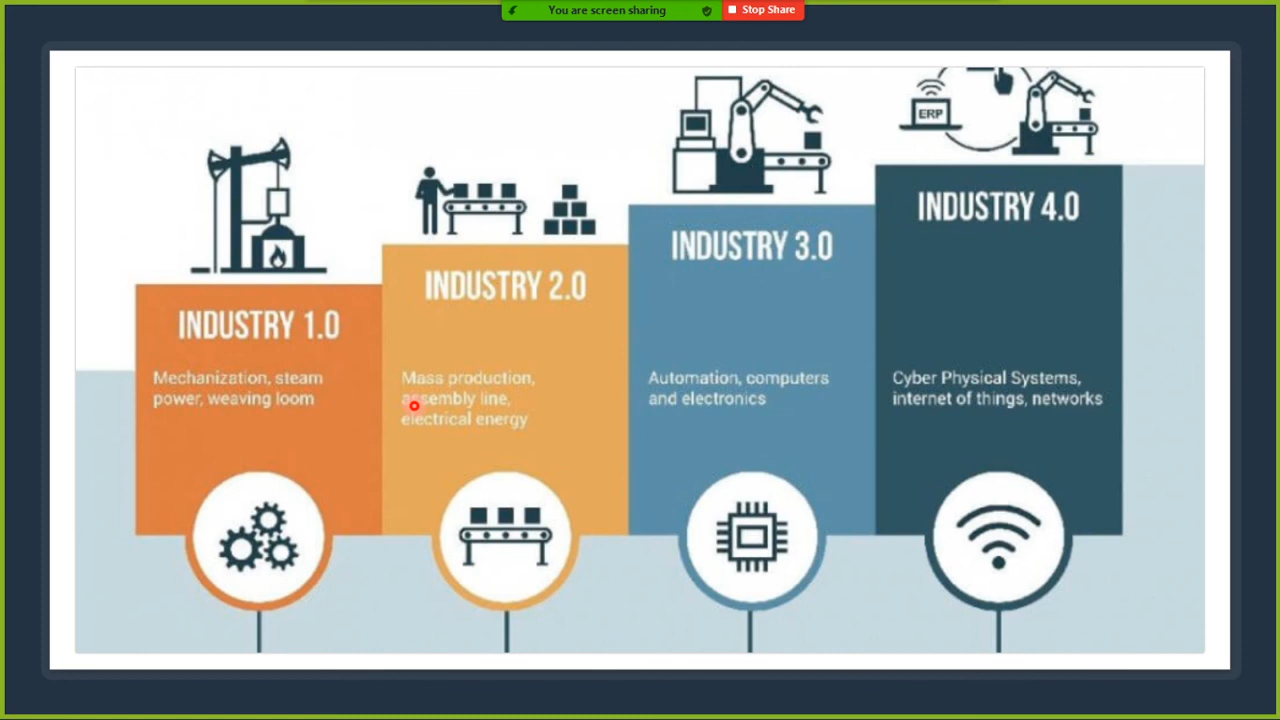 You are screen sharing
Stop Share
ERP
INDUSTRY 4.0
INDUSTRY 3.0
INDUSTRY 2.0
INDUSTRY 1.0
Mechanization, steam
power, weaving loom
Mass production,
assembly line,
electrical energy
Automation, computers
and electronics
Cyber Physical Systems,
internet of things, networks